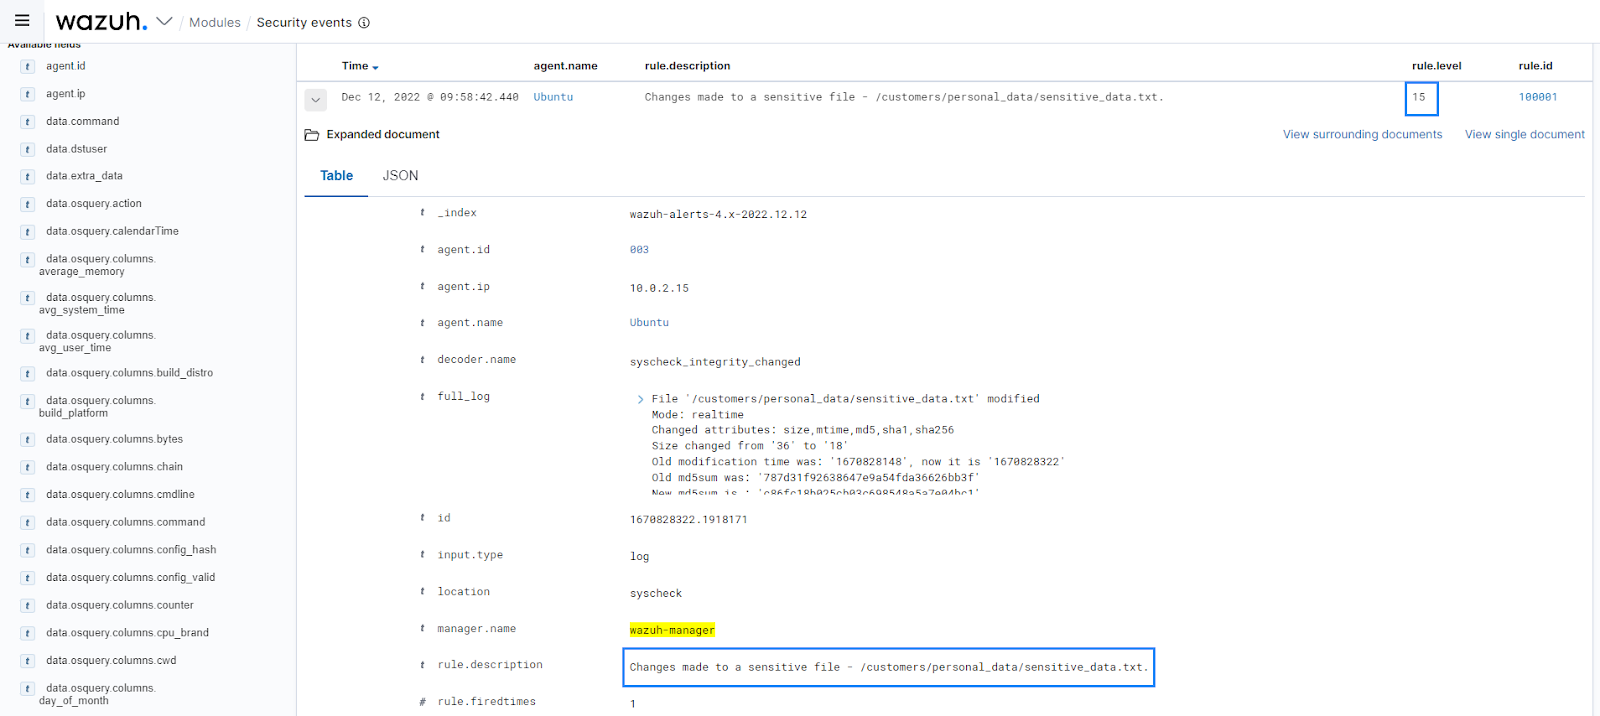 wazuh. / Modules / Security events
Available fields
t agent.id
t agent.ip
t data.command
t data.dstuser
t data.extra_data
t data.osquery.action
t data.osquery.calendarTime
t data.osquery.columns.
average_memory
t data.osquery.columns.
avg_system_time
t data.osquery.columns.
avg_user_time
t data.osquery.columns.build_distro
t data.osquery.columns.
build_platform
t data.osquery.columns.bytes
t data.osquery.columns.chain
t data.osquery.columns.cmdline
t data.osquery.columns.command
t data.osquery.columns.config_hash
t data.osquery.columns.config_valid
t data.osquery.columns.counter
t data.osquery.columns.cpu_brand
t data.osquery.columns.cwd
t data.osquery.columns.
day_of_month
Time agent.name rule.description rule.level rule.id
Dec 12, 2022 @ 09:58:42.440 Ubuntu Changes made to a sensitive file - /customers/personal_data/sensitive_data.txt. 15 100001
Expanded document View surrounding documents View single document
Table JSON
t _index wazuh-alerts-4.x-2022.12.12
t agent.id 003
t agent.ip 10.0.2.15
t agent.name Ubuntu
t decoder.name syscheck_integrity_changed
t full_log File '/customers/personal_data/sensitive_data.txt' modified
Mode: realtime
Changed attributes: size,mtime,md5,sha1,sha256
Size changed from '36' to '18'
Old modification time was: '1670828148', now it is '1670828322'
Old md5sum was: '787d31f92638647e9a54fda36626bb3f'
New md5sum is : 'c86fc18b025cb03c698548a5a7e04bc1'
t id 1670828322.1918171
t input.type log
t location syscheck
t manager.name wazuh-manager
t rule.description Changes made to a sensitive file - /customers/personal_data/sensitive_data.txt.
# rule.firedtimes 1